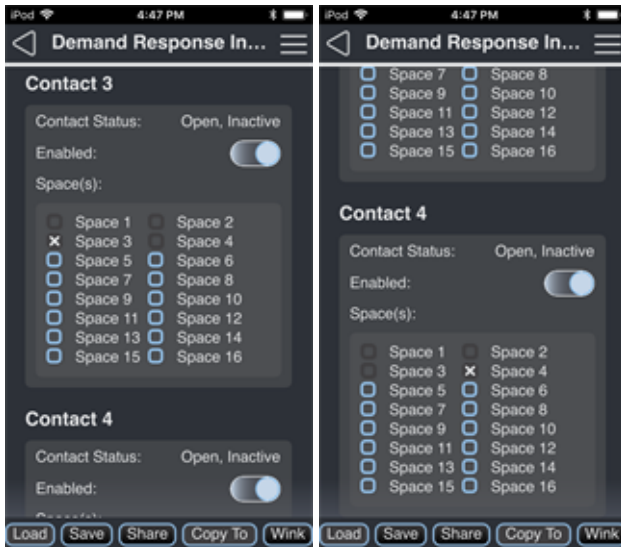 iPod 4:47 PM
Demand Response In...
Contact 3
Contact Status: Open, Inactive
Enabled:
Space(s):
Space 1 Space 2
Space 3 Space 4
Space 5 Space 6
Space 7 Space 8
Space 9 Space 10
Space 11 Space 12
Space 13 Space 14
Space 15 Space 16
Contact 4
Contact Status: Open, Inactive
Enabled:
Load Save Share Copy To Wink
iPod 4:47 PM
Demand Response In...
Space 7 Space 8
Space 9 Space 10
Space 11 Space 12
Space 13 Space 14
Space 15 Space 16
Contact 4
Contact Status: Open, Inactive
Enabled:
Space(s):
Space 1 Space 2
Space 3 Space 4
Space 5 Space 6
Space 7 Space 8
Space 9 Space 10
Space 11 Space 12
Space 13 Space 14
Space 15 Space 16
Load Save Share Copy To Wink